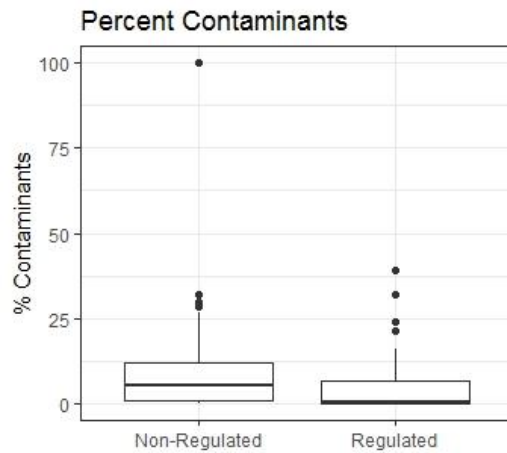 Percent Contaminants
% Contaminants
100
75
50
25
0
Non-Regulated
Regulated